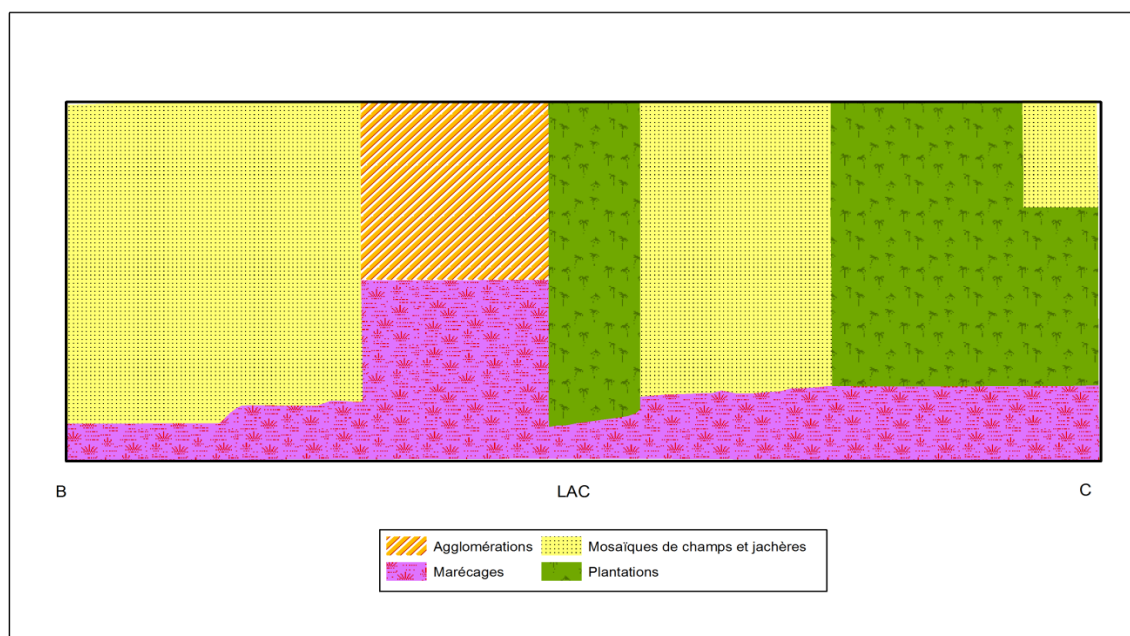 B LAC C
Agglomérations Mosaïques de champs et jachères
Marécages Plantations